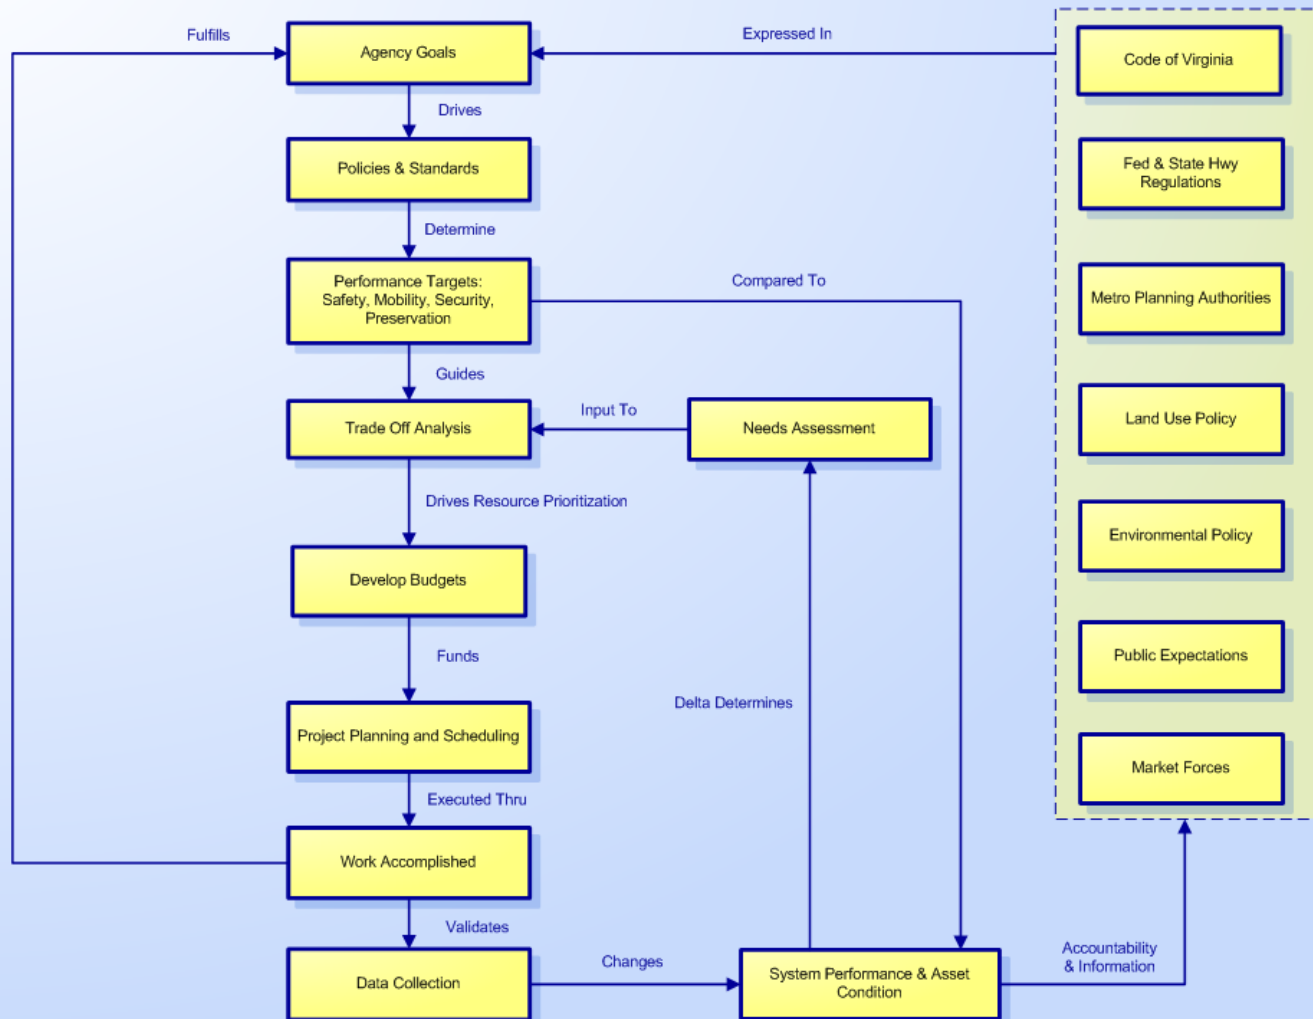 Fulfills
Agency Goals
Expressed In
Code of Virginia
Drives
Policies & Standards
Fed & State Hwy
Regulations
Determine
Performance Targets:
Safety, Mobility, Security,
Preservation
Compared To
Metro Planning Authorities
Guides
Trade Off Analysis
Input To
Needs Assessment
Land Use Policy
Drives Resource Prioritization
Environmental Policy
Develop Budgets
Funds
Public Expectations
Delta Determines
Project Planning and Scheduling
Market Forces
Executed Thru
Work Accomplished
Validates
Data Collection
Changes
System Performance & Asset
Condition
Accountability
& Information